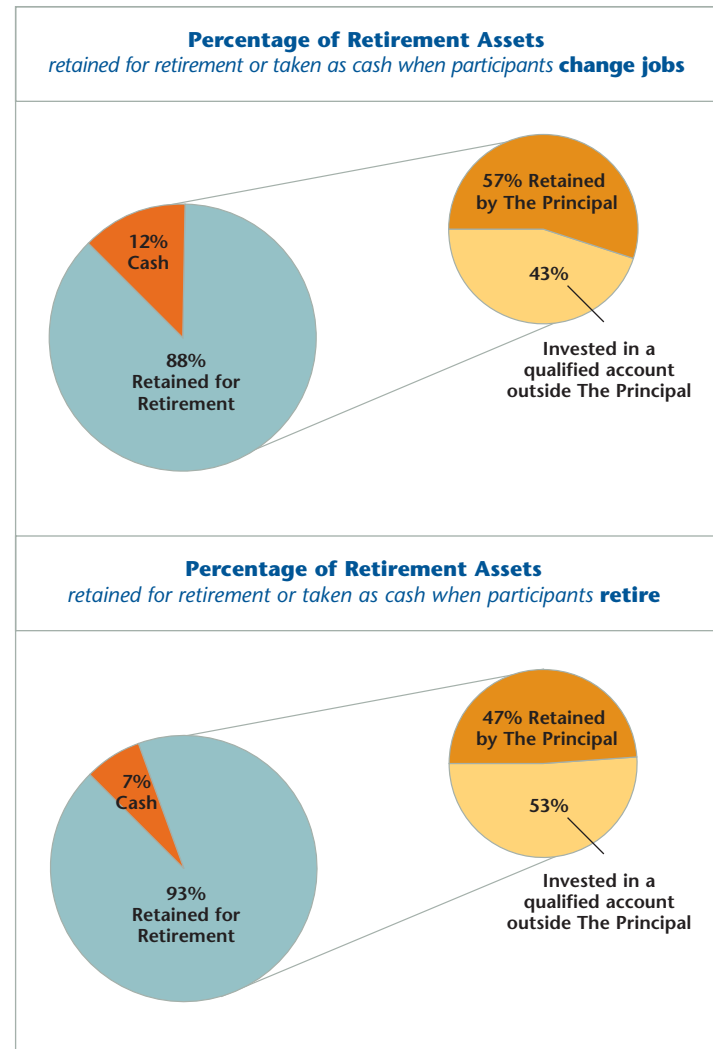 Percentage of Retirement Assets
retained for retirement or taken as cash when participants change jobs
57% Retained
by The Principal
12%
Cash
43%
88%
Retained for
Retirement
Invested in a
qualified account
outside The Principal
Percentage of Retirement Assets
retained for retirement or taken as cash when participants retire
47% Retained
by The Principal
7%
Cash
53%
93%
Retained for
Retirement
Invested in a
qualified account
outside The Principal